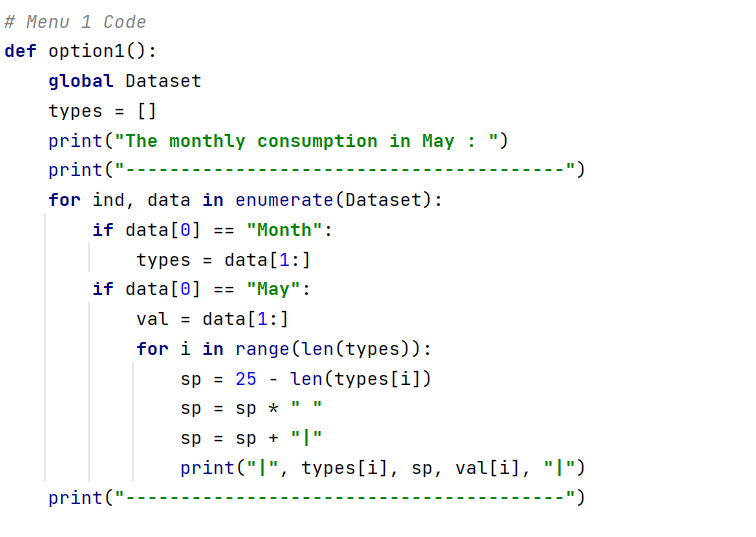 # Menu 1 Code
def option1():
    global Dataset
    types = []
    print("The monthly consumption in May : ")
    print("----------------------------------------")
    for ind, data in enumerate(Dataset):
        if data[0] == "Month":
            types = data[1:]
        if data[0] == "May":
            val = data[1:]
            for i in range(len(types)):
                sp = 25 - len(types[i])
                sp = sp * " "
                sp = sp + "|"
                print("|", types[i], sp, val[i], "|")
    print("----------------------------------------")